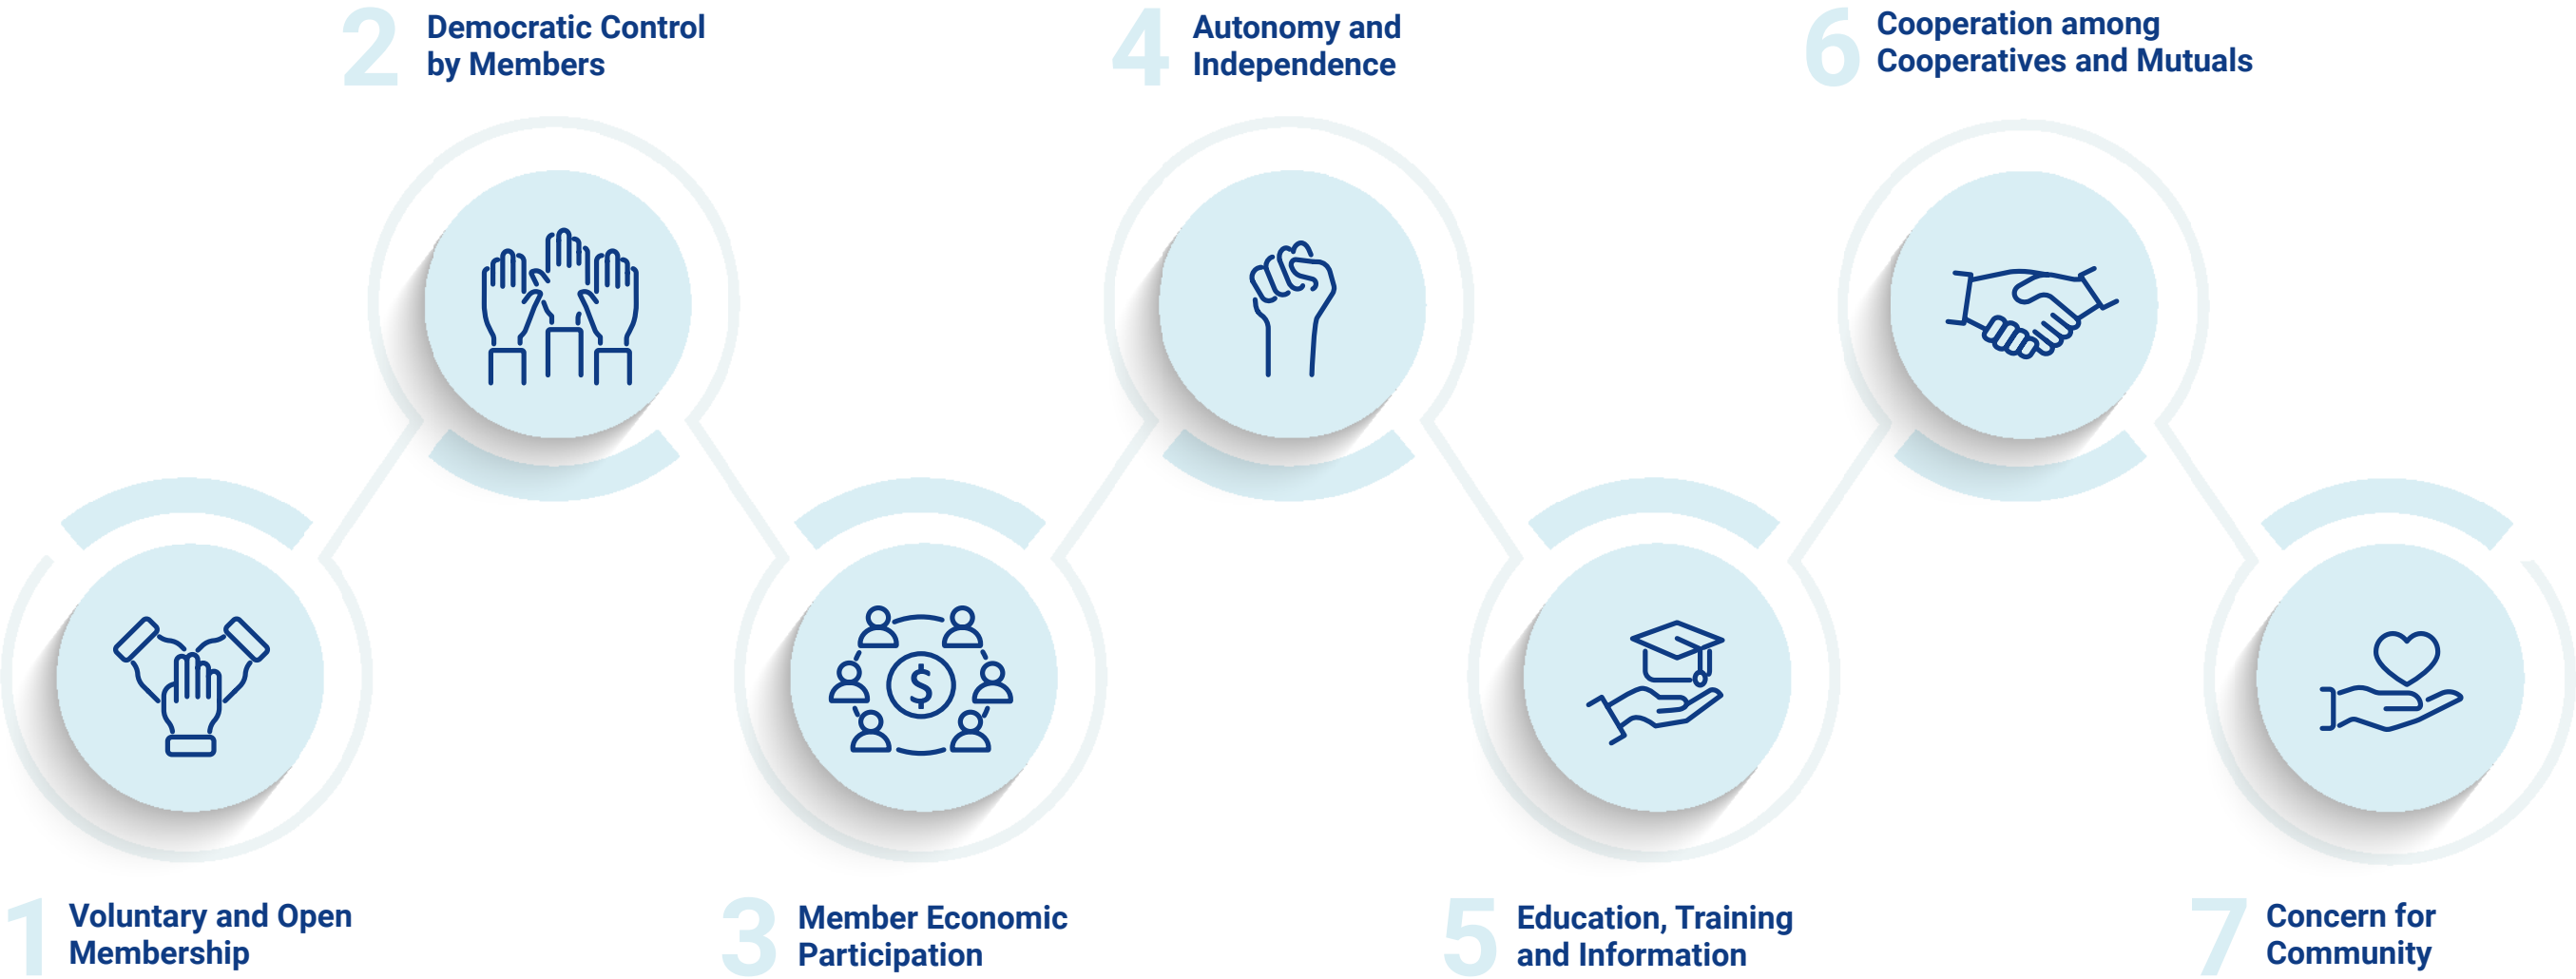 1
Voluntary and Open
Membership
2
Democratic Control
by Members
3
Member Economic
Participation
$
4
Autonomy and
Independence
5
Education, Training
and Information
6
Cooperation among
Cooperatives and Mutuals
7
Concern for
Community